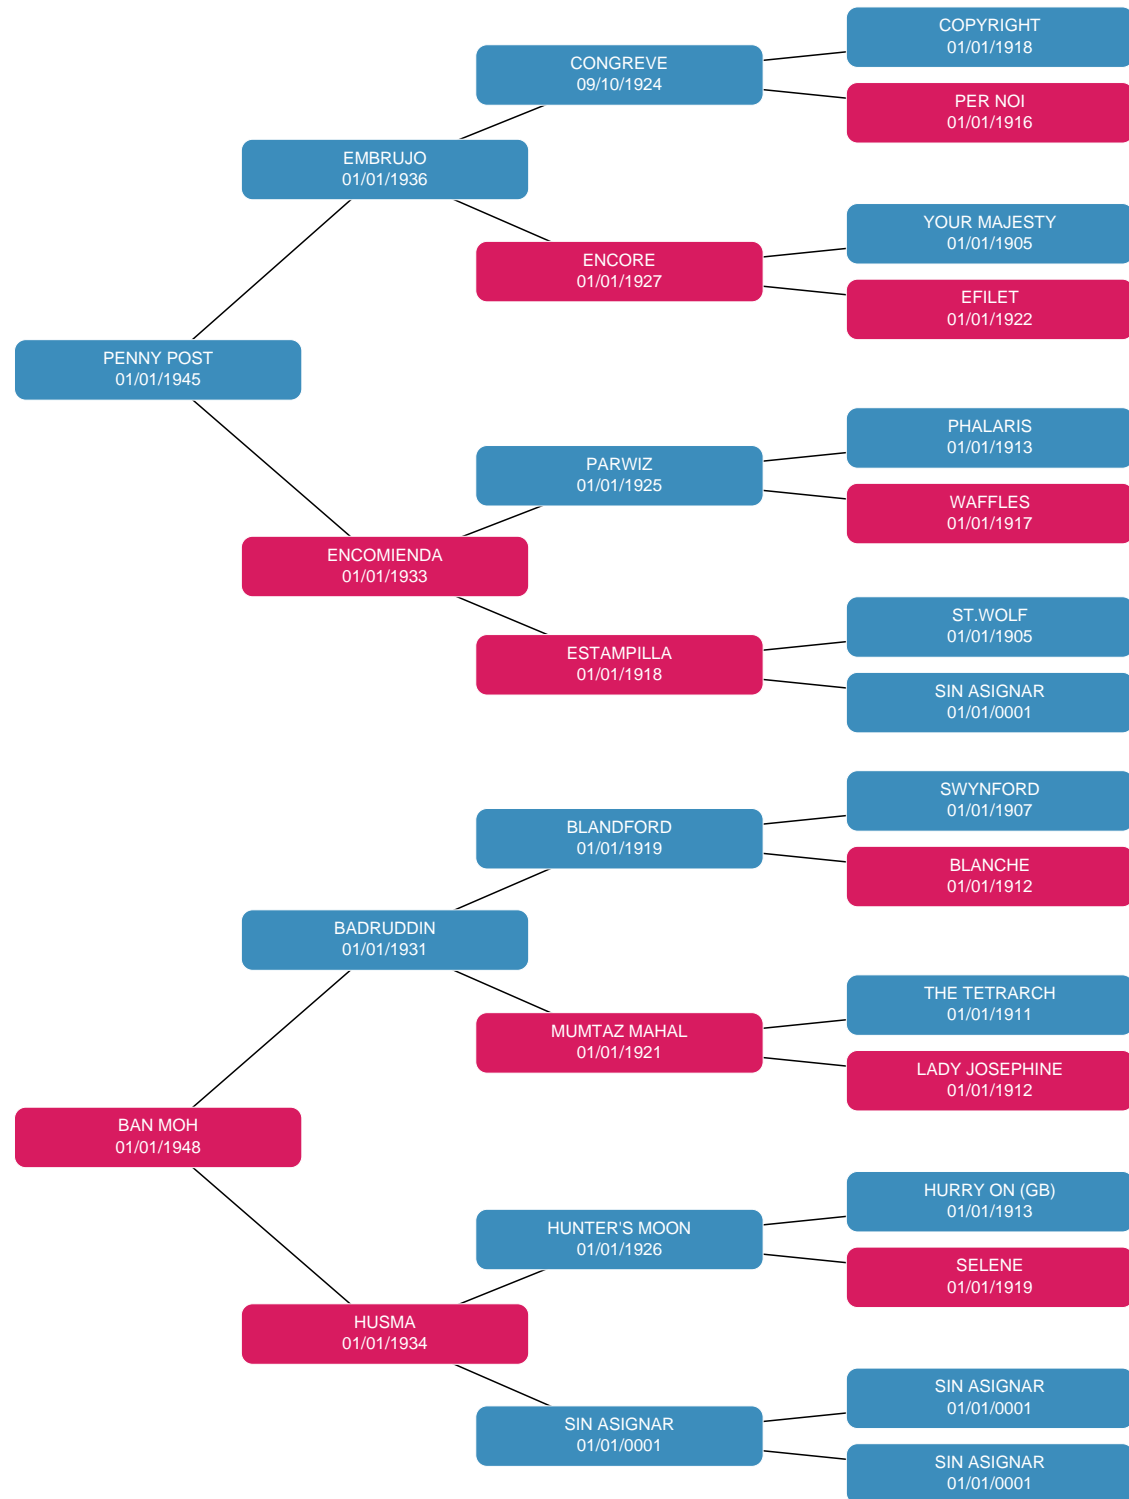 COPYRIGHT
01/01/1918
CONGREVE
09/10/1924
PER NOI
01/01/1916
EMBRUJO
01/01/1936
YOUR MAJESTY
01/01/1905
ENCORE
01/01/1927
EFILET
01/01/1922
PENNY POST
01/01/1945
PHALARIS
01/01/1913
PARWIZ
01/01/1925
WAFFLES
01/01/1917
ENCOMIENDA
01/01/1933
ST.WOLF
01/01/1905
ESTAMPILLA
01/01/1918
SIN ASIGNAR
01/01/0001
SWYNFORD
01/01/1907
BLANDFORD
01/01/1919
BLANCHE
01/01/1912
BADRUDDIN
01/01/1931
THE TETRARCH
01/01/1911
MUMTAZ MAHAL
01/01/1921
LADY JOSEPHINE
01/01/1912
BAN MOH
01/01/1948
HURRY ON (GB)
01/01/1913
HUNTER'S MOON
01/01/1926
SELENE
01/01/1919
HUSMA
01/01/1934
SIN ASIGNAR
01/01/0001
SIN ASIGNAR
01/01/0001
SIN ASIGNAR
01/01/0001